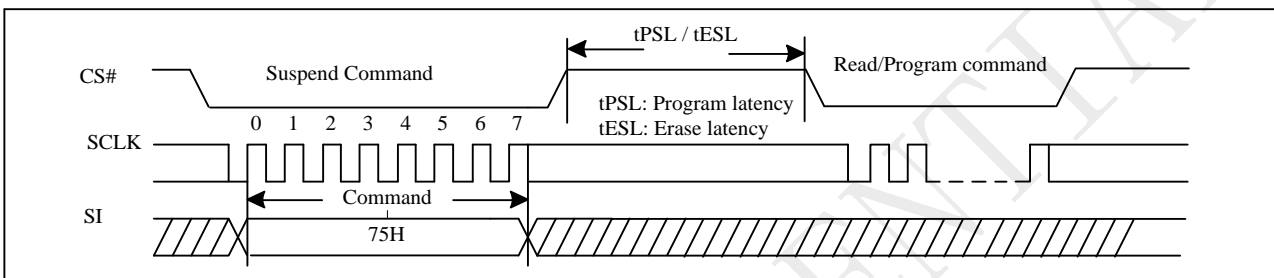 tPSL / tESL
CS#
Suspend Command
Read/Program command
tPSL: Program latency
tESL: Erase latency
0 1 2 3 4 5 6 7
SCLK
Command
SI
75H